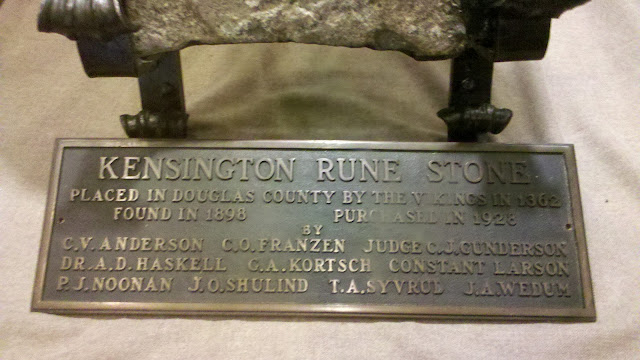 KENSINGTON RUNE STONE
PLACED IN DOUGLAS COUNTY BY THE VIKINGS IN 1362
FOUND IN 1898 PURCHASED IN 1928
BY
C.V. ANDERSON C.O. FRANZEN JUDGE C.J. GUNDERSON
DR. A.D. HASKELL G.A. KORTSCH CONSTANT LARSON
P.J. NOONAN J.O. SHULIND T.A. SYVRUD J.A. WEDUM